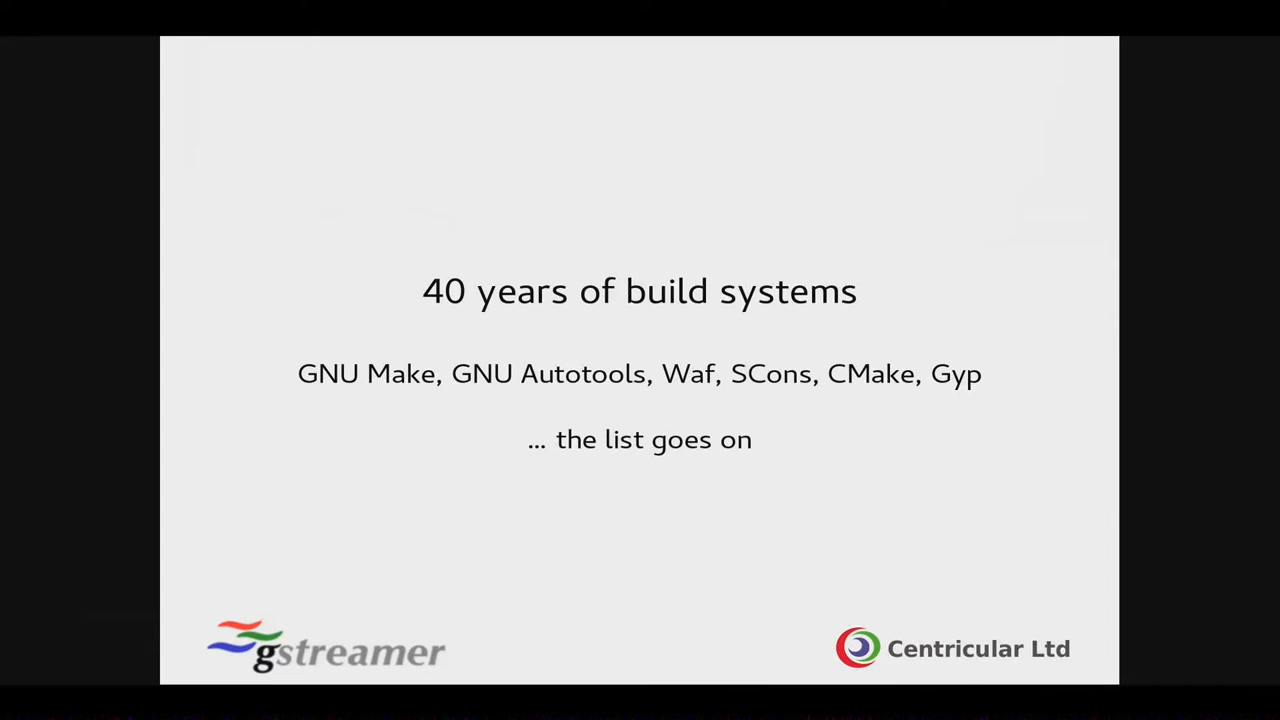 40 years of build systems
GNU Make, GNU Autotools, Waf, SCons, CMake, Gyp
... the list goes on
gstreamer
Centricular Ltd